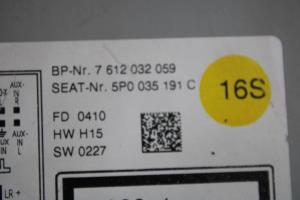 BP-Nr. 7 612 032 059
SEAT-Nr. 5P0 035 191 C
16S
FD 0410
HW H15
SW 0227
AUX-
IN
R
AUX-
IN
L
LR +